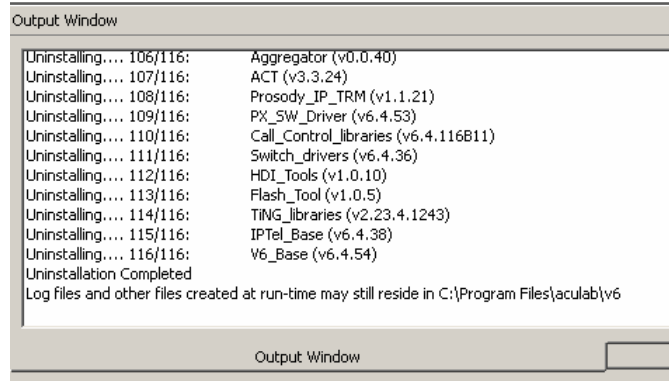 Output Window
Uninstalling.... 106/116: Aggregator (v0.0.40)
Uninstalling.... 107/116: ACT (v3.3.24)
Uninstalling.... 108/116: Prosody_IP_TRM (v1.1.21)
Uninstalling.... 109/116: PX_SW_Driver (v6.4.53)
Uninstalling.... 110/116: Call_Control_libraries (v6.4.116B11)
Uninstalling.... 111/116: Switch_drivers (v6.4.36)
Uninstalling.... 112/116: HDI_Tools (v1.0.10)
Uninstalling.... 113/116: Flash_Tool (v1.0.5)
Uninstalling.... 114/116: TiNG_libraries (v2.23.4.1243)
Uninstalling.... 115/116: IPTel_Base (v6.4.38)
Uninstalling.... 116/116: V6_Base (v6.4.54)
Uninstallation Completed
Log files and other files created at run-time may still reside in C:\Program Files\aculab\v6
Output Window